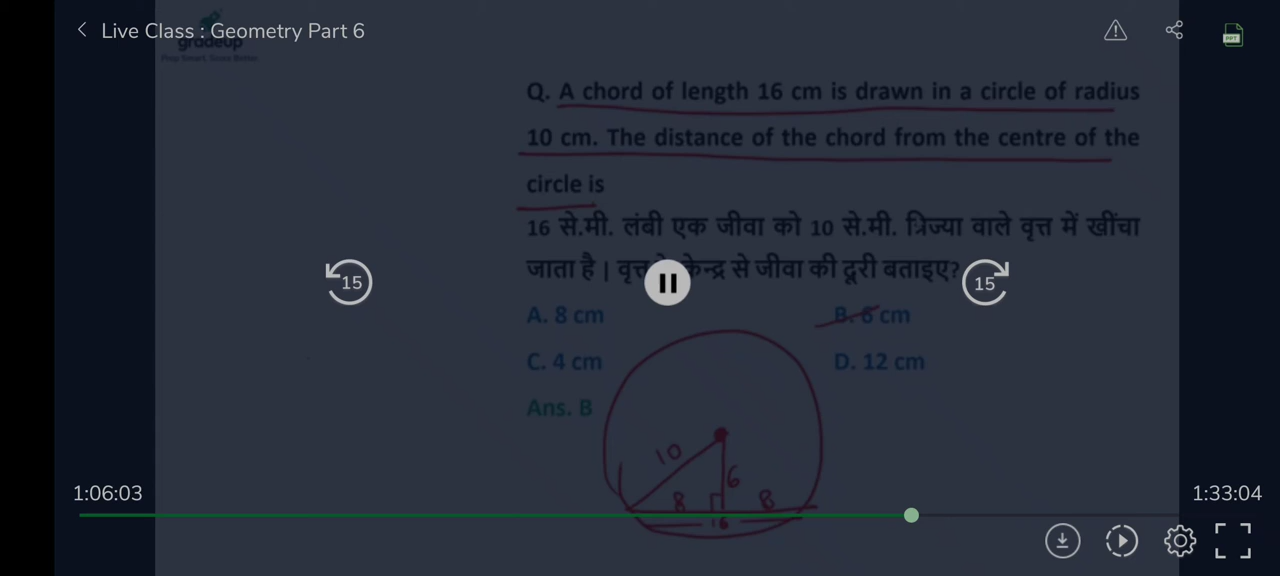 Live Class : Geometry Part 6
gradeup
Q. A chord of length 16 cm is drawn in a circle of radius
10 cm. The distance of the chord from the centre of the
circle is
16 से.मी. लंबी एक जीवा को 10 से.मी. त्रिज्या वाले वृत्त में खींचा
जाता है | वृत्त केन्द्र से जीवा की दूरी बताइए?
15
15
A. 8 cm
B. 6 cm
C. 4 cm
D. 12 cm
Ans. B
10
6
8
8
16
1:06:03
1:33:04
PPT